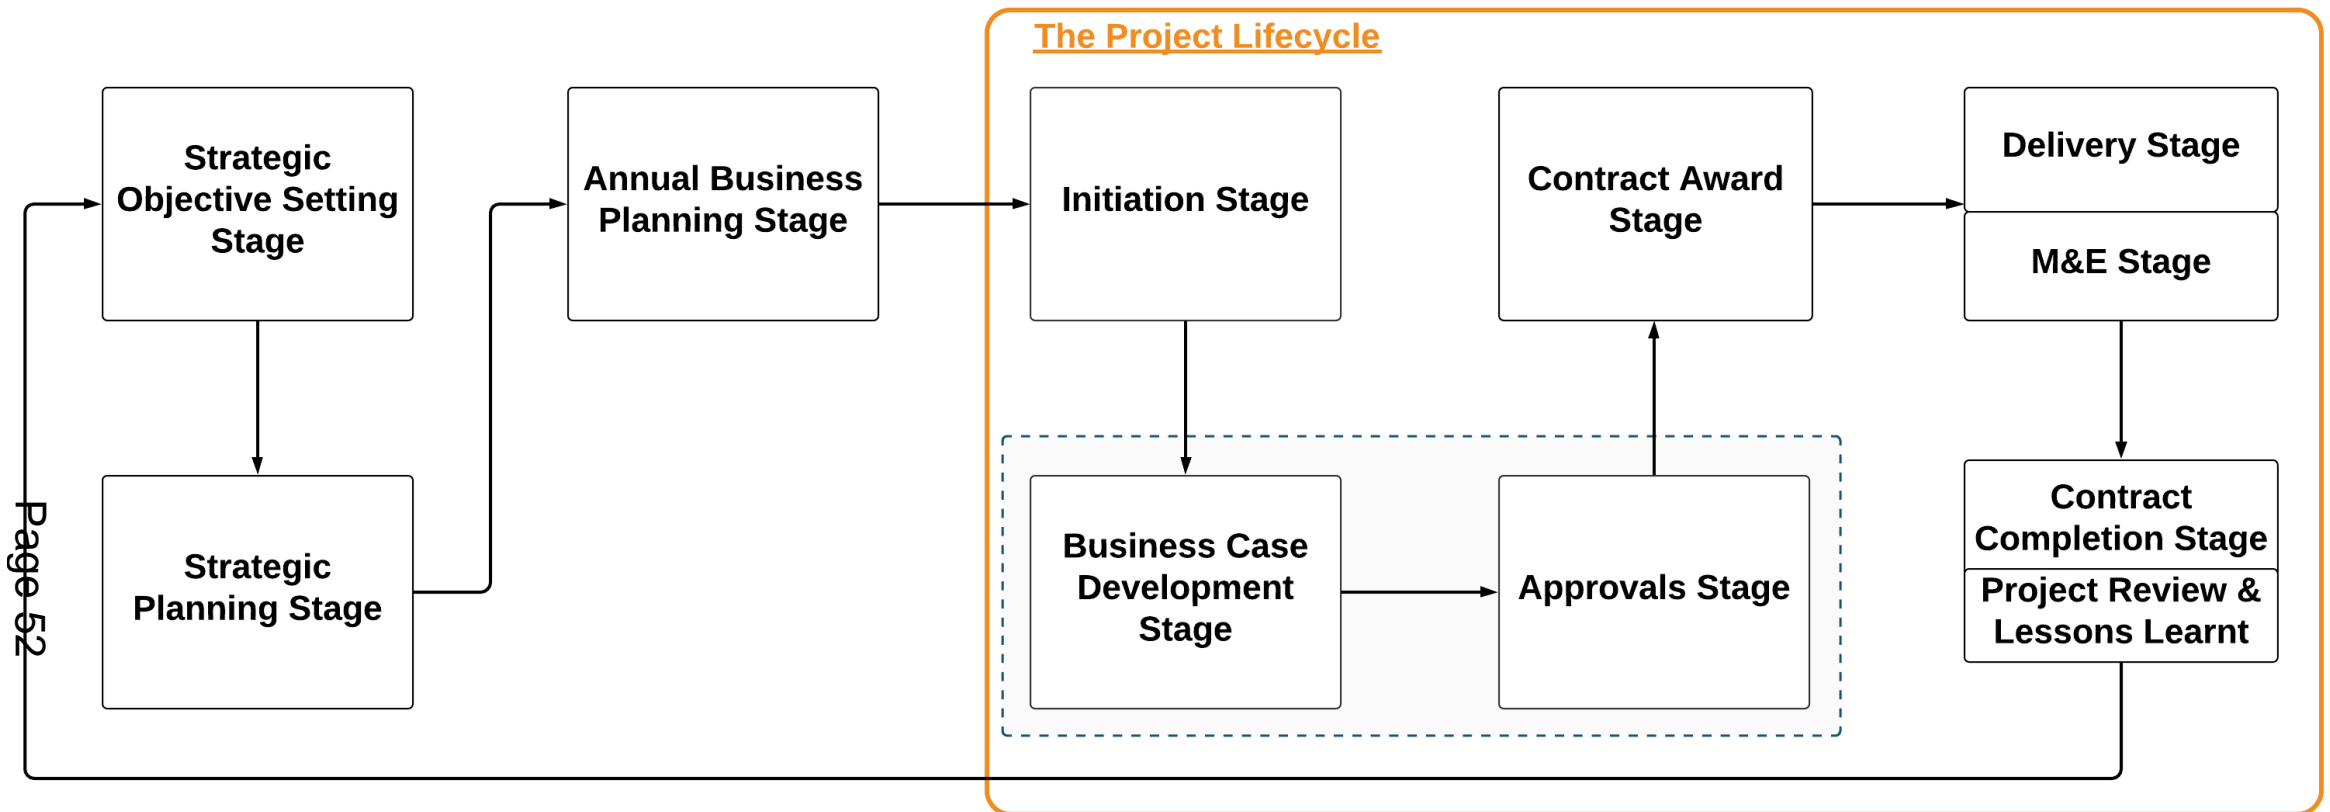 The Project Lifecycle
Strategic
Objective Setting
Stage
Annual Business
Planning Stage
Initiation Stage
Contract Award
Stage
Delivery Stage
M&E Stage
Strategic
Planning Stage
Business Case
Development
Stage
Approvals Stage
Contract
Completion Stage
Project Review &
Lessons Learnt
Page 52